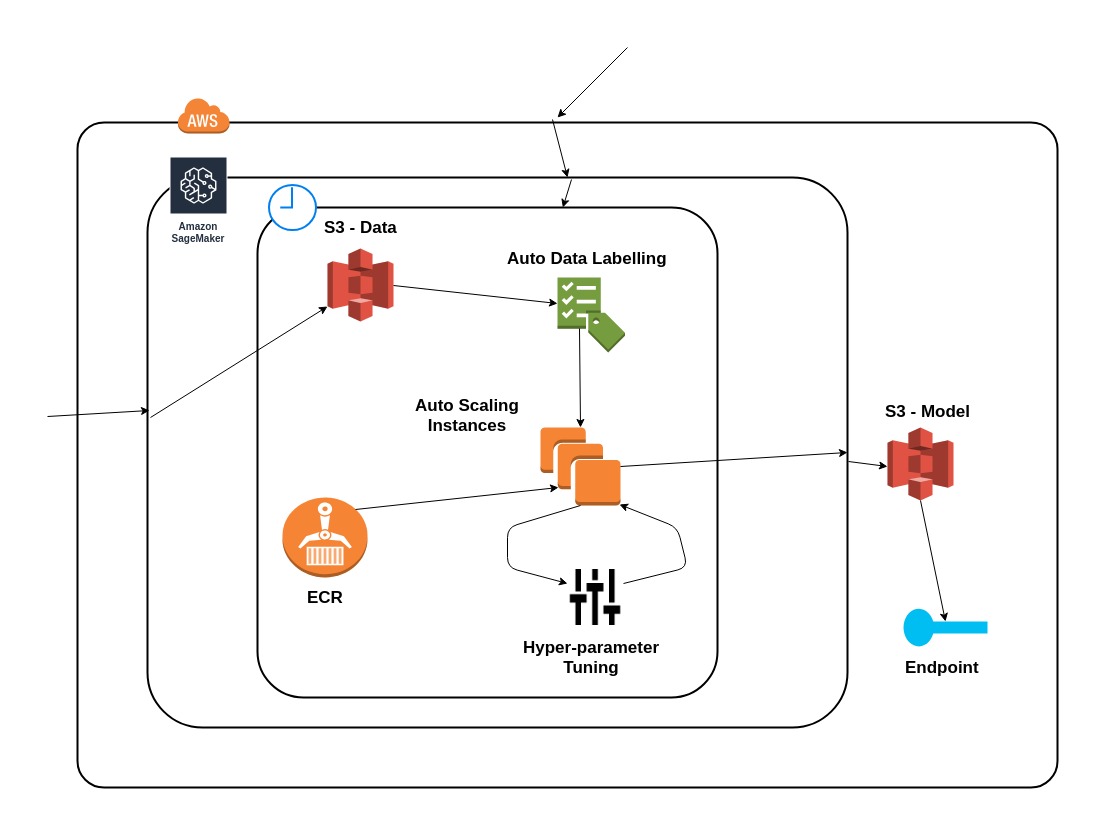 AWS
Amazon
SageMaker
S3 - Data
Auto Data Labelling
Auto Scaling
Instances
S3 - Model
ECR
Hyper-parameter
Tuning
Endpoint